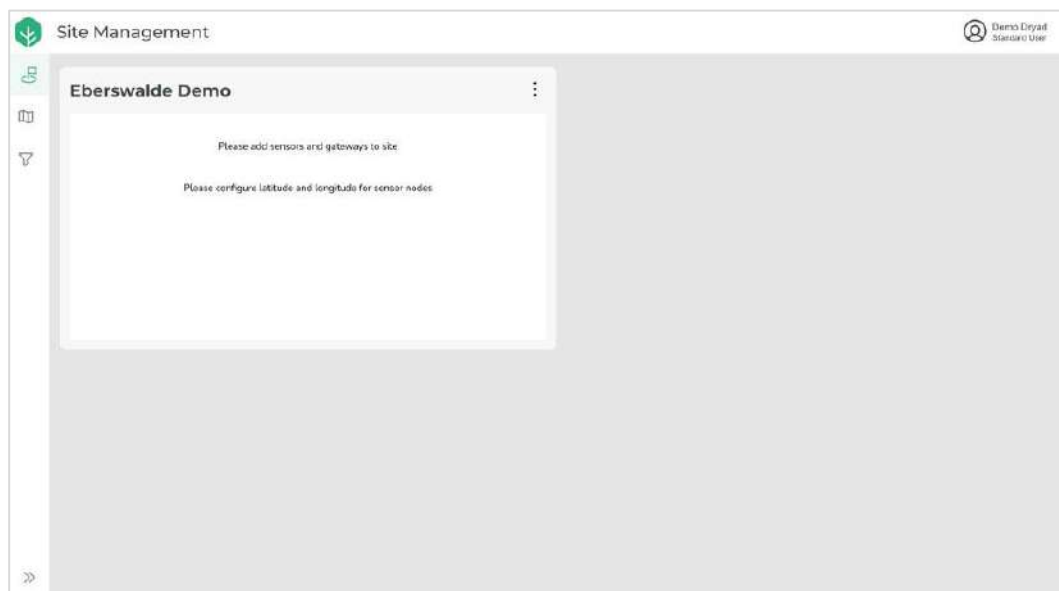 Site Management
Demo Dryad
Standard User
Eberswalde Demo
Please add sensors and gateways to site
Please configure latitude and longitude for sensor nodes